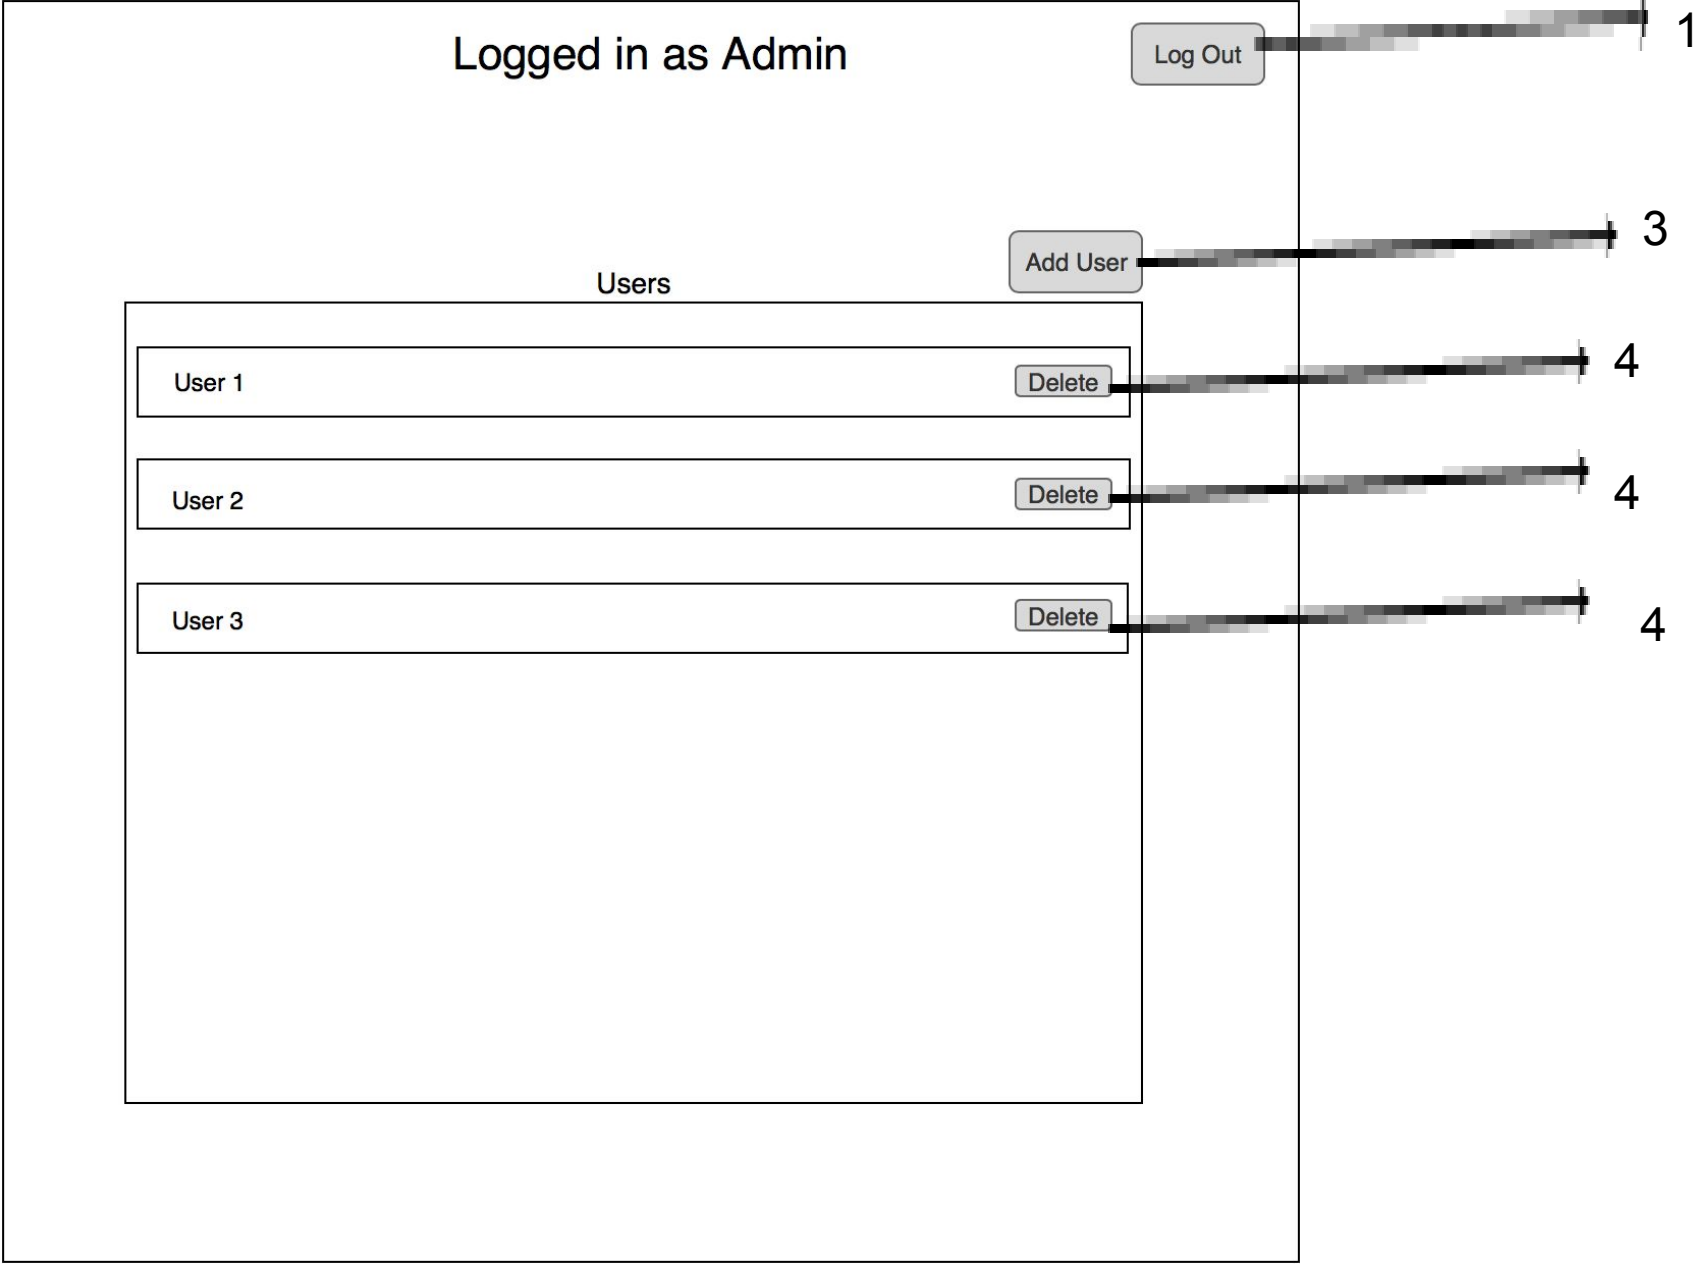 Logged in as Admin
Log Out
1
Add User
3
Users
User 1
Delete
4
User 2
Delete
4
User 3
Delete
4